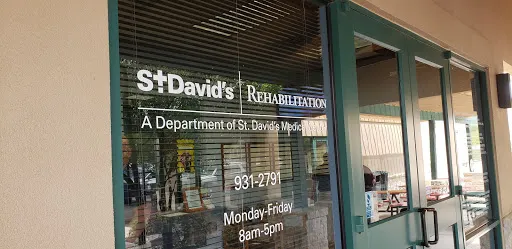 St David's | REHABILITATION
A Department of St. David's Medic
931-2791
Monday-Friday
8am-5pm